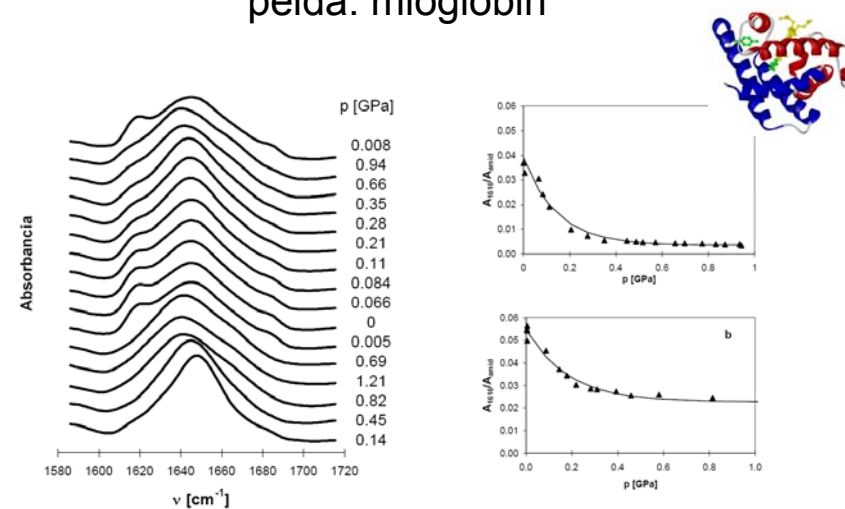 példa: mioglobin
p [GPa]
0.008
0.94
0.66
0.35
0.28
0.21
0.11
0.084
0.066
0
0.005
0.69
1.21
0.82
0.45
0.14
Absorbancia
1580 1600 1620 1640 1660 1680 1700 1720
ν [cm⁻¹]
0.06
0.05
0.04
0.03
0.02
0.01
0.00
A1616/Aamid
0 0.2 0.4 0.6 0.8 1
p [GPa]
b
0.06
0.05
0.04
0.03
0.02
0.01
0.00
A1616/Aamid
0.0 0.2 0.4 0.6 0.8 1.0
p [GPa]